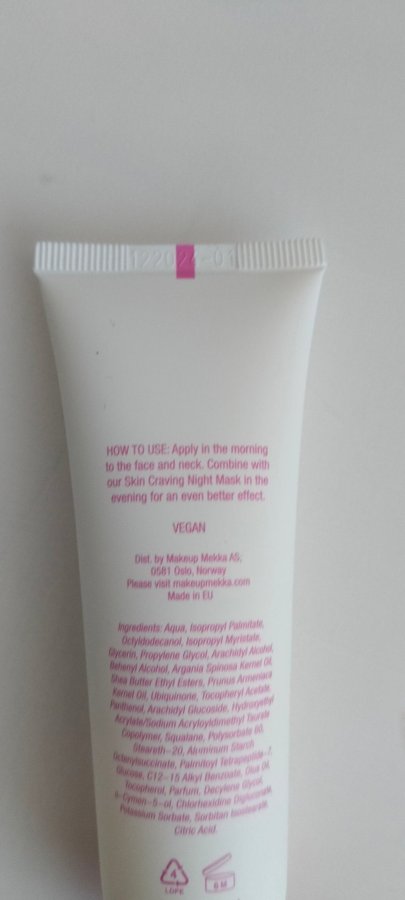 122024-01
HOW TO USE: Apply in the morning
to the face and neck. Combine with
our Skin Craving Night Mask in the
evening for an even better effect.
VEGAN
Dist. by Makeup Mekka AS,
0581 Oslo, Norway
Please visit makeupmekka.com
Made in EU
Ingredients: Aqua, Isopropyl Palmitate,
Octyldodecanol, Isopropyl Myristate,
Glycerin, Propylene Glycol, Arachidyl Alcohol,
Behenyl Alcohol, Argania Spinosa Kernel Oil,
Shea Butter Ethyl Esters, Prunus Armeniaca
Kernel Oil, Ubiquinone, Tocopheryl Acetate,
Panthenol, Arachidyl Glucoside, Hydroxyethyl
Acrylate/Sodium Acryloyldimethyl Taurate
Copolymer, Squalane, Polysorbate 60,
Steareth-20, Aluminum Starch
Octenylsuccinate, Palmitoyl Tetrapeptide-7,
Glucose, C12-15 Alkyl Benzoate, Olus Oil,
Tocopherol, Parfum, Decylene Glycol,
o-Cymen-5-ol, Chlorhexidine Digluconate,
Potassium Sorbate, Sorbitan Isostearate,
Citric Acid.
4
LDPE
6 M